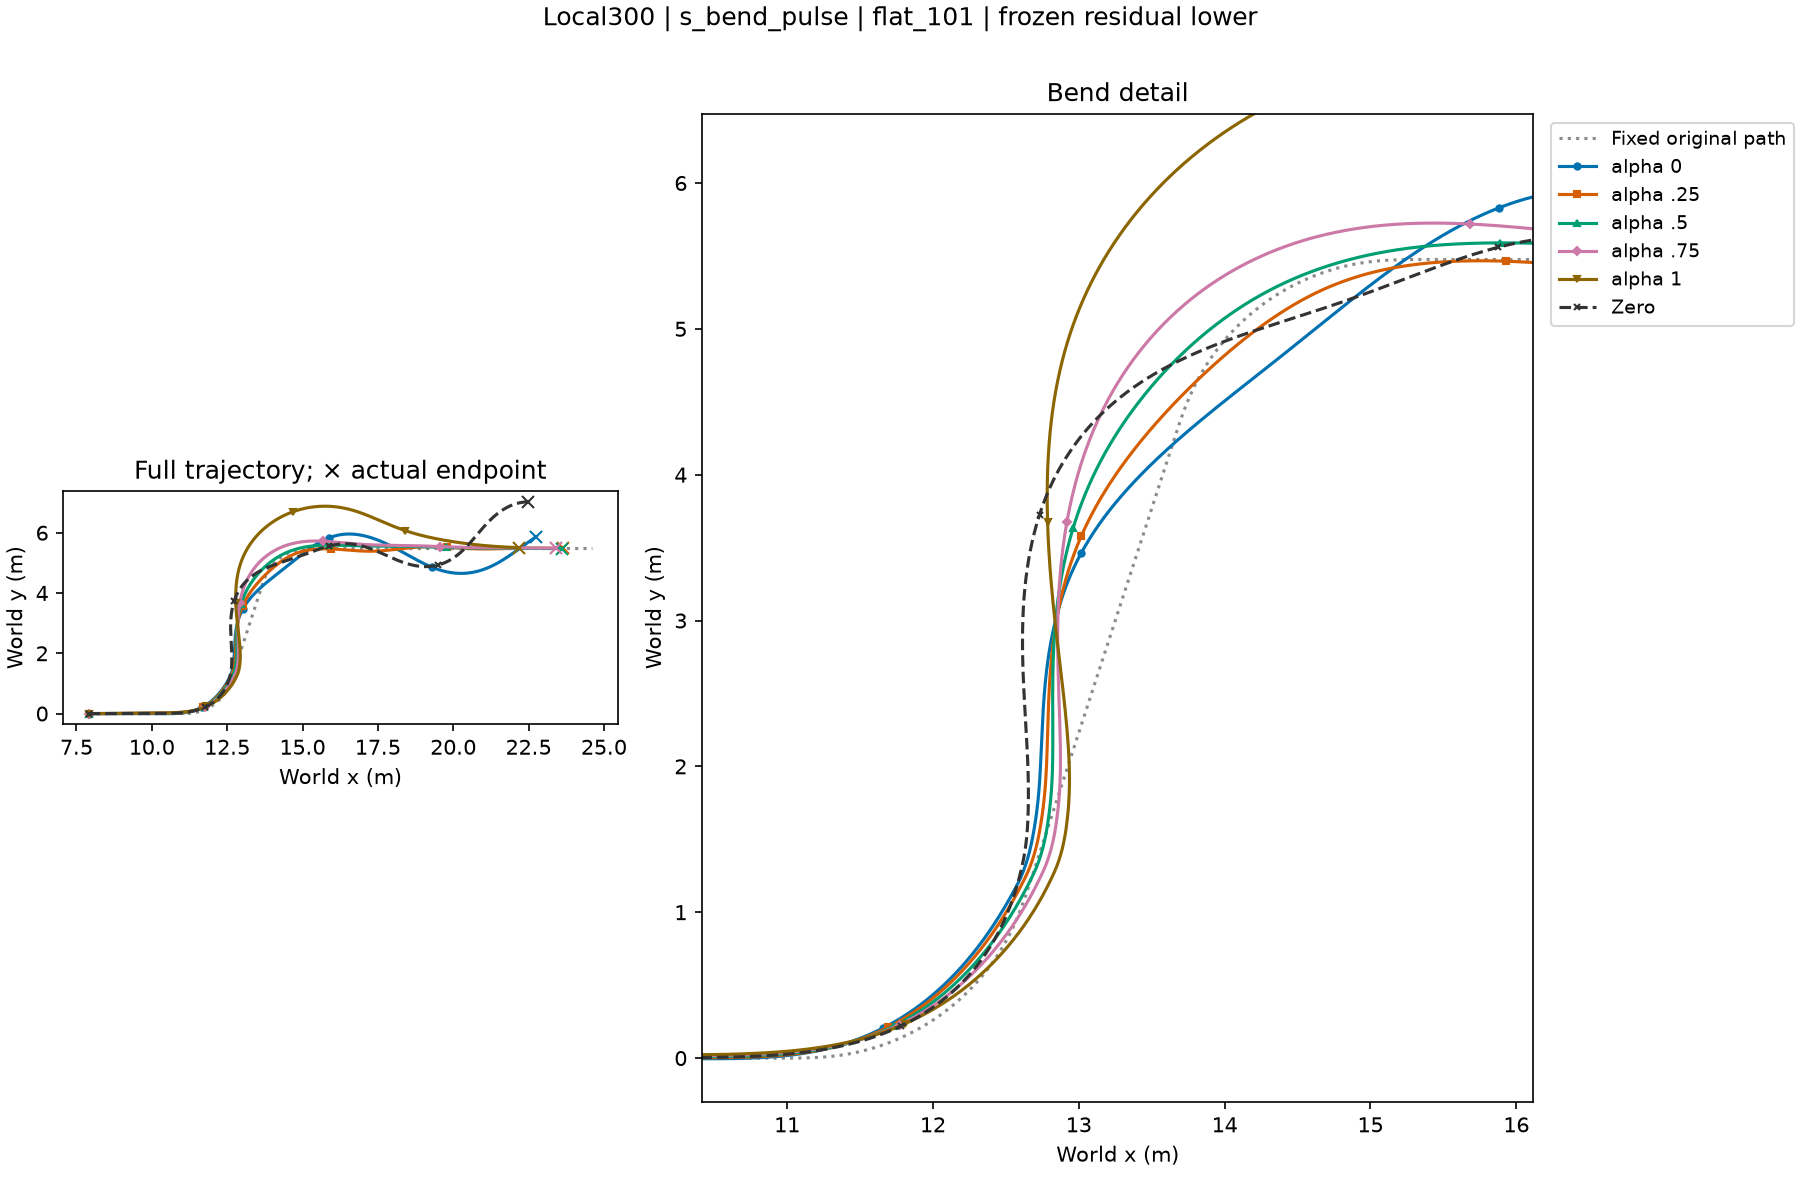 Local300 | s_bend_pulse | flat_101 | frozen residual lower
Full trajectory; × actual endpoint
World y (m)
6
4
2
0
7.5 10.0 12.5 15.0 17.5 20.0 22.5 25.0
World x (m)
Bend detail
World y (m)
6
5
4
3
2
1
0
11 12 13 14 15 16
World x (m)
Fixed original path
alpha 0
alpha .25
alpha .5
alpha .75
alpha 1
Zero